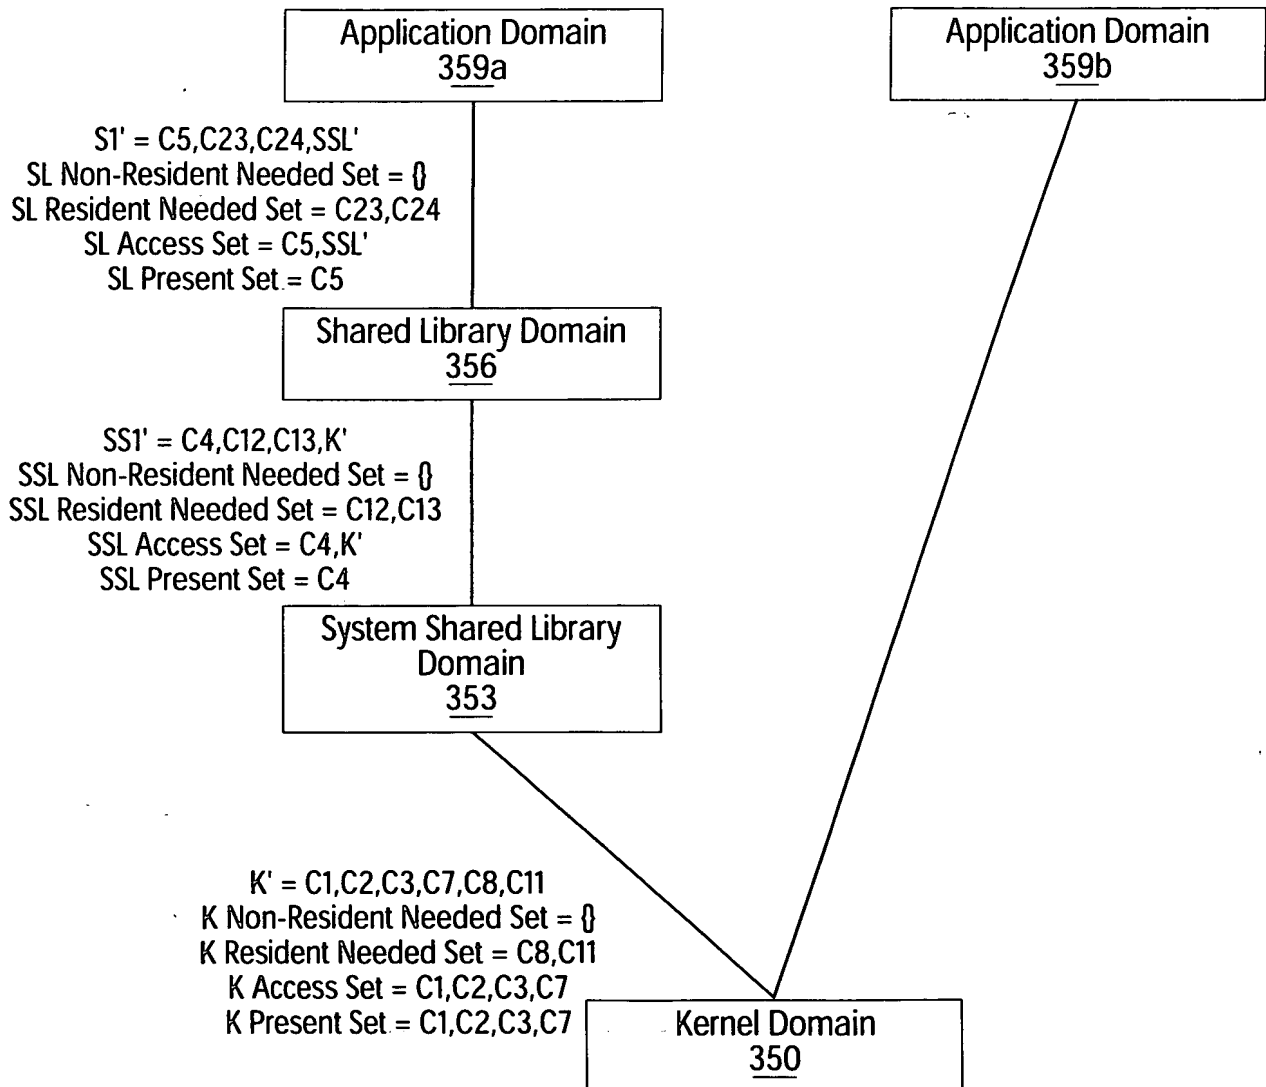 Application Domain
359a
Application Domain
359b
S1' = C5,C23,C24,SSL'
SL Non-Resident Needed Set = {}
SL Resident Needed Set = C23,C24
SL Access Set = C5,SSL'
SL Present Set = C5
Shared Library Domain
356
SS1' = C4,C12,C13,K'
SSL Non-Resident Needed Set = {}
SSL Resident Needed Set = C12,C13
SSL Access Set = C4,K'
SSL Present Set = C4
System Shared Library
Domain
353
K' = C1,C2,C3,C7,C8,C11
K Non-Resident Needed Set = {}
K Resident Needed Set = C8,C11
K Access Set = C1,C2,C3,C7
K Present Set = C1,C2,C3,C7
Kernel Domain
350